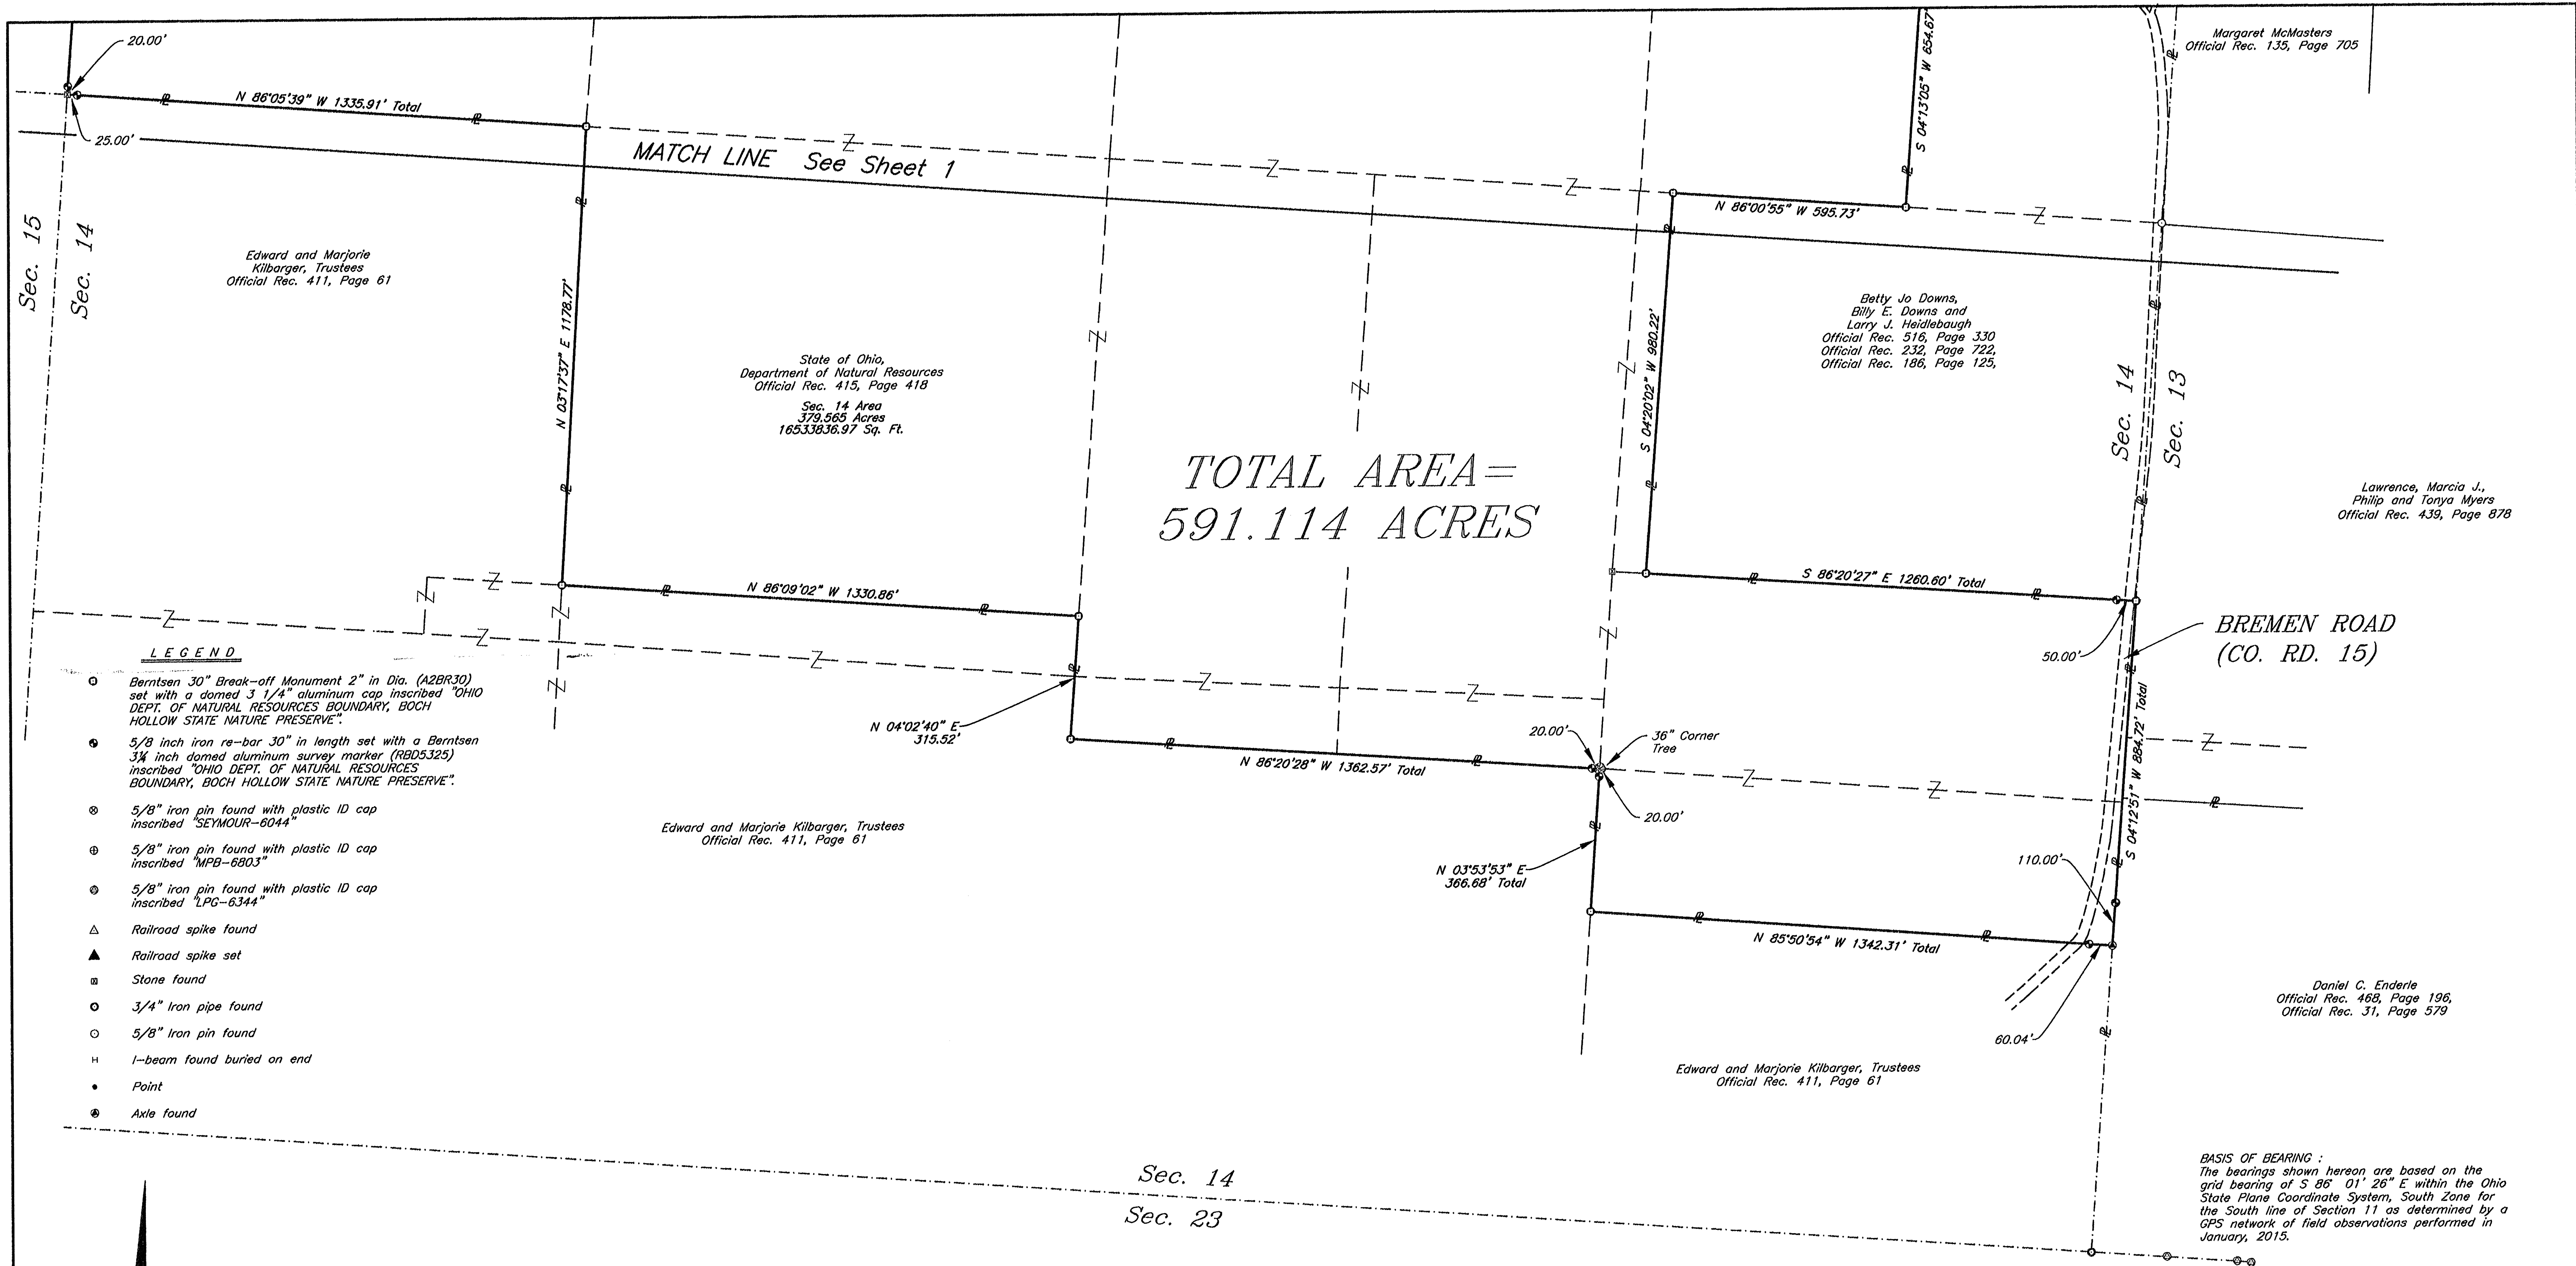 20.00'
N 86°05'39" W 1335.91' Total
25.00'
MATCH LINE See Sheet 1
S 04°13'05" W 654.67'
Margaret McMasters
Official Rec. 135, Page 705
N 86°00'55" W 595.73'
Sec. 15
Sec. 14
Edward and Marjorie
Kilbarger, Trustees
Official Rec. 411, Page 61
N 03°17'37" E 1178.77'
State of Ohio,
Department of Natural Resources
Official Rec. 415, Page 418
Sec. 14 Area
379.565 Acres
16533836.97 Sq. Ft.
S 04°20'02" W 980.22'
Betty Jo Downs,
Billy E. Downs and
Larry J. Heidlebaugh
Official Rec. 516, Page 330
Official Rec. 232, Page 722,
Official Rec. 186, Page 125,
Sec. 14
Sec. 13
TOTAL AREA=
591.114 ACRES
Lawrence, Marcia J.,
Philip and Tonya Myers
Official Rec. 439, Page 878
N 86°09'02" W 1330.86'
S 86°20'27" E 1260.60' Total
50.00'
BREMEN ROAD
(CO. RD. 15)
N 04°02'40" E
315.52'
N 86°20'28" W 1362.57' Total
20.00'
36" Corner
Tree
20.00'
S 04°12'51" W 884.72' Total
Edward and Marjorie Kilbarger, Trustees
Official Rec. 411, Page 61
N 03°53'53" E
366.68' Total
110.00'
N 85°50'54" W 1342.31' Total
60.04'
Daniel C. Enderle
Official Rec. 468, Page 196,
Official Rec. 31, Page 579
Edward and Marjorie Kilbarger, Trustees
Official Rec. 411, Page 61
LEGEND
Berntsen 30" Break-off Monument 2" in Dia. (A2BR30)
set with a domed 3 1/4" aluminum cap inscribed "OHIO
DEPT. OF NATURAL RESOURCES BOUNDARY, BOCH
HOLLOW STATE NATURE PRESERVE".
5/8 inch iron re-bar 30" in length set with a Berntsen
3¼ inch domed aluminum survey marker (RBD5325)
inscribed "OHIO DEPT. OF NATURAL RESOURCES
BOUNDARY, BOCH HOLLOW STATE NATURE PRESERVE".
5/8" iron pin found with plastic ID cap
inscribed "SEYMOUR-6044"
5/8" iron pin found with plastic ID cap
inscribed "MPB-6803"
5/8" iron pin found with plastic ID cap
inscribed "LPG-6344"
Railroad spike found
Railroad spike set
Stone found
3/4" Iron pipe found
5/8" Iron pin found
I-beam found buried on end
Point
Axle found
Sec. 14
Sec. 23
BASIS OF BEARING :
The bearings shown hereon are based on the
grid bearing of S 86° 01' 26" E within the Ohio
State Plane Coordinate System, South Zone for
the South line of Section 11 as determined by a
GPS network of field observations performed in
January, 2015.